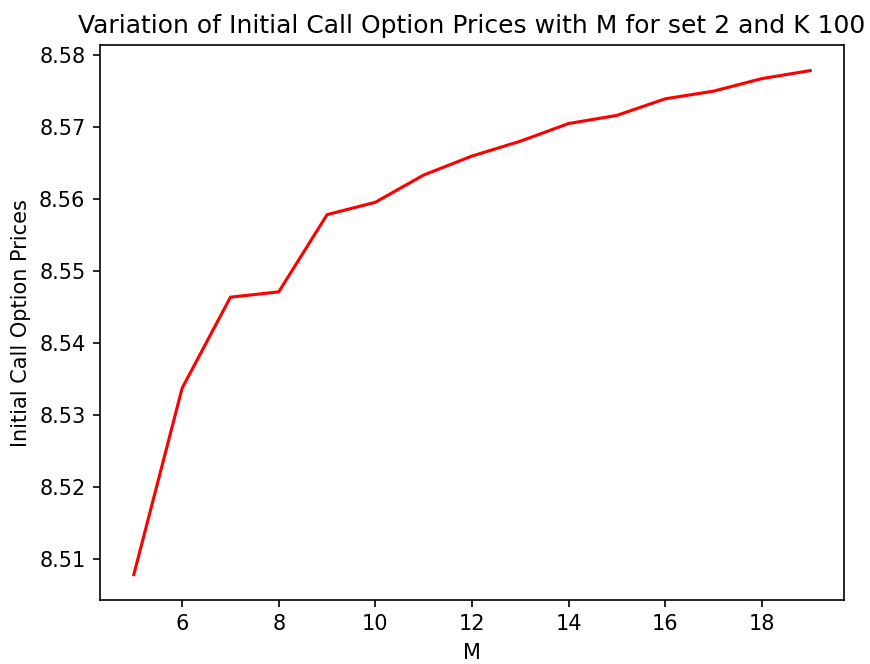 Variation of Initial Call Option Prices with M for set 2 and K 100
8.58
8.57
8.56
8.55
8.54
8.53
8.52
8.51
Initial Call Option Prices
6 8 10 12 14 16 18
M